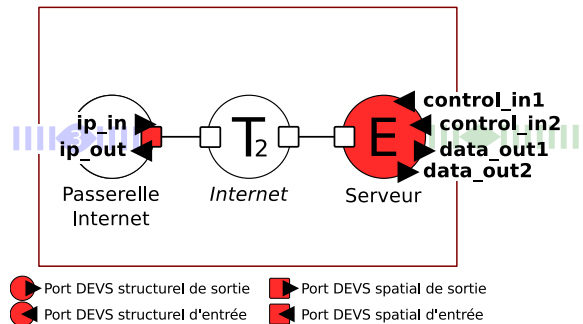 control_in1
ip_in
control_in2
3
T2
E
ip_out
data_out1
data_out2
Passerelle
Internet
Internet
Serveur
Port DEVS structurel de sortie
Port DEVS spatial de sortie
Port DEVS structurel d'entrée
Port DEVS spatial d'entrée